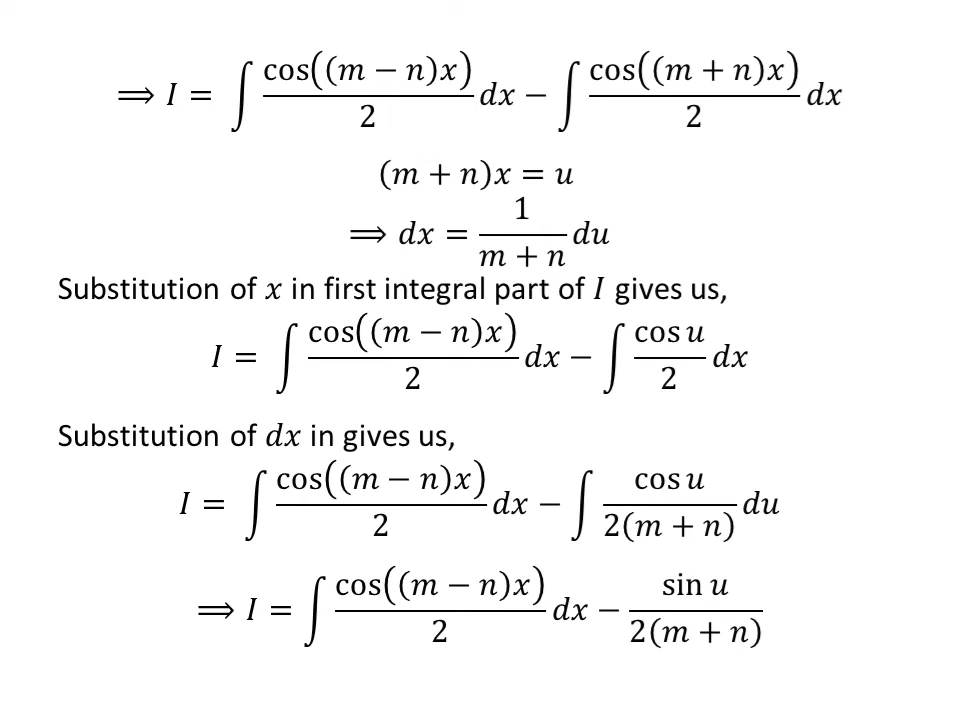 ⟹ I = ∫ cos((m − n)x)/2 dx − ∫ cos((m + n)x)/2 dx
(m + n)x = u
⟹ dx = 1/(m + n) du
Substitution of x in first integral part of I gives us,
I = ∫ cos((m − n)x)/2 dx − ∫ cos u/2 dx
Substitution of dx in gives us,
I = ∫ cos((m − n)x)/2 dx − ∫ cos u/2(m + n) du
⟹ I = ∫ cos((m − n)x)/2 dx − sin u/2(m + n)